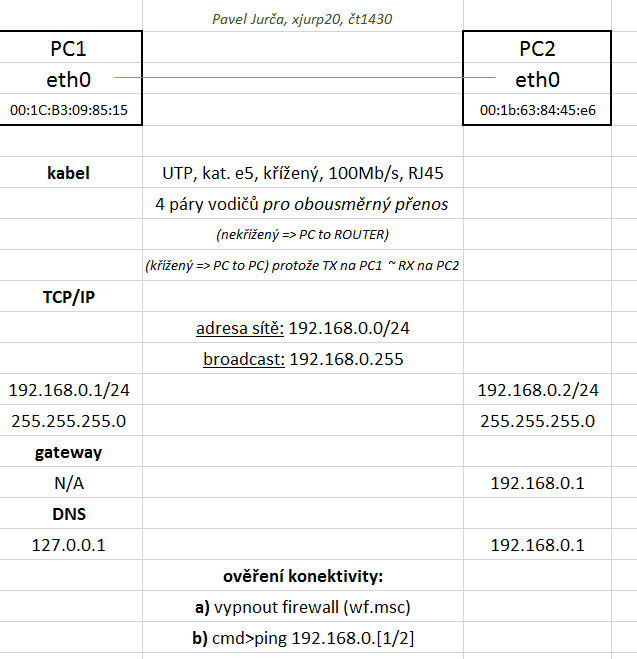 Pavel Jurča, xjurp20, čt1430
PC1 PC2
eth0 eth0
00:1C:B3:09:85:15 00:1b:63:84:45:e6
kabel UTP, kat. e5, křížený, 100Mb/s, RJ45
4 páry vodičů pro obousměrný přenos
(nekřížený => PC to ROUTER)
(křížený => PC to PC) protože TX na PC1 ~ RX na PC2
TCP/IP
adresa sítě: 192.168.0.0/24
broadcast: 192.168.0.255
192.168.0.1/24 192.168.0.2/24
255.255.255.0 255.255.255.0
gateway
N/A 192.168.0.1
DNS
127.0.0.1 192.168.0.1
ověření konektivity:
a) vypnout firewall (wf.msc)
b) cmd>ping 192.168.0.[1/2]